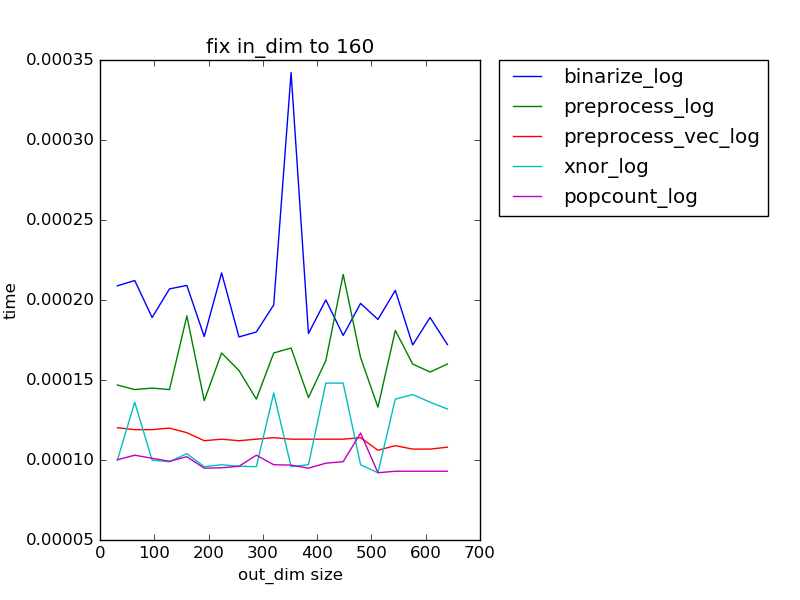 fix in_dim to 160
0.00035
0.00030
0.00025
0.00020
0.00015
0.00010
0.00005
time
0 100 200 300 400 500 600 700
out_dim size
binarize_log
preprocess_log
preprocess_vec_log
xnor_log
popcount_log